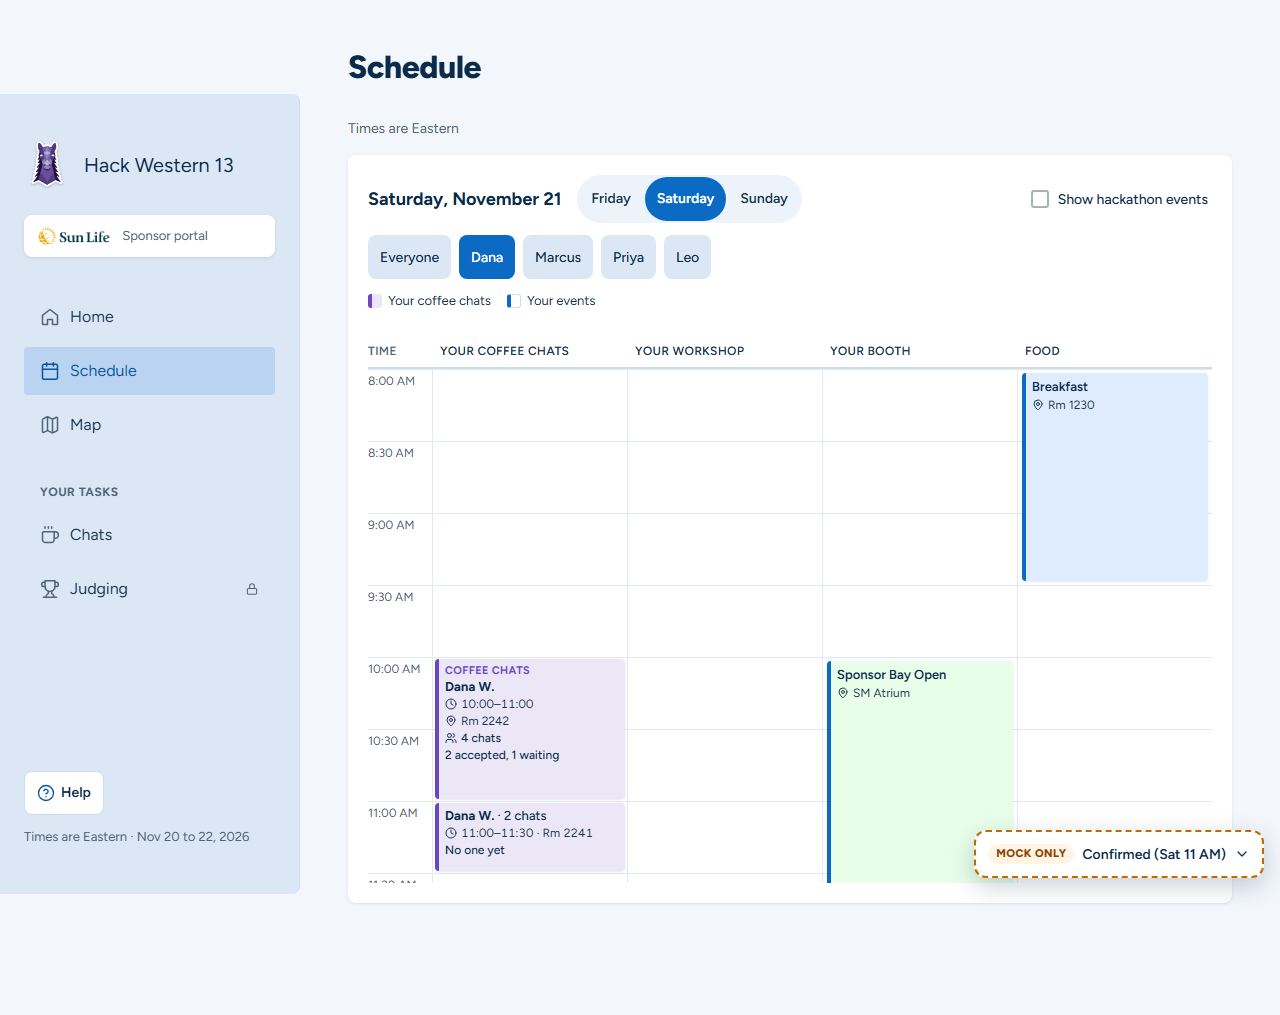 Schedule
Times are Eastern
Hack Western 13
Sun Life Sponsor portal
Home
Schedule
Map
YOUR TASKS
Chats
Judging
Help
Times are Eastern · Nov 20 to 22, 2026
Saturday, November 21
Friday Saturday Sunday
Show hackathon events
Everyone Dana Marcus Priya Leo
Your coffee chats Your events
TIME YOUR COFFEE CHATS YOUR WORKSHOP YOUR BOOTH FOOD
8:00 AM
Breakfast
Rm 1230
8:30 AM
9:00 AM
9:30 AM
10:00 AM
COFFEE CHATS
Dana W.
10:00–11:00
Rm 2242
4 chats
2 accepted, 1 waiting
Sponsor Bay Open
SM Atrium
10:30 AM
11:00 AM
Dana W. · 2 chats
11:00–11:30 · Rm 2241
No one yet
MOCK ONLY Confirmed (Sat 11 AM)